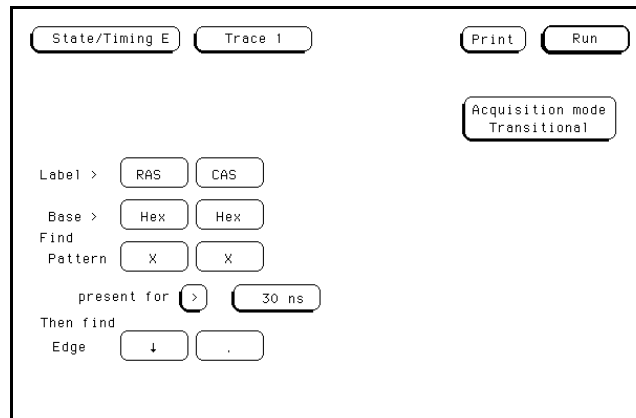 State/Timing E Trace 1 Print Run
Acquisition mode
Transitional
Label > RAS CAS
Base > Hex Hex
Find
Pattern X X
present for > 30 ns
Then find
Edge ↓ .